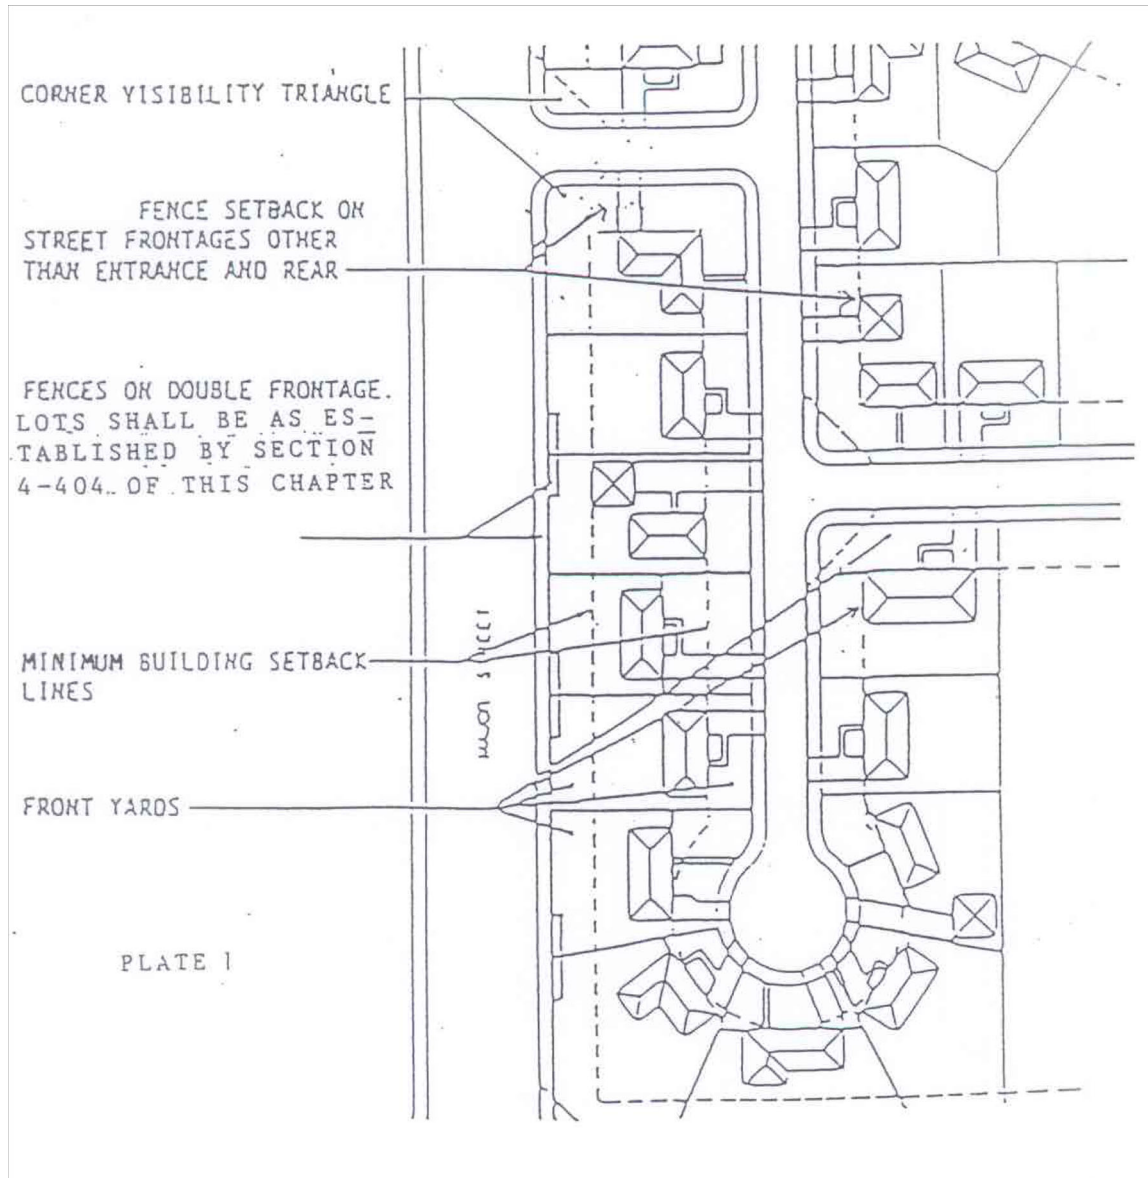 CORNER VISIBILITY TRIANGLE
FENCE SETBACK ON
STREET FRONTAGES OTHER
THAN ENTRANCE AND REAR
FENCES ON DOUBLE FRONTAGE.
LOTS SHALL BE AS ES-
TABLISHED BY SECTION
4-404. OF THIS CHAPTER
MINIMUM BUILDING SETBACK
LINES
FRONT YARDS
PLATE 1